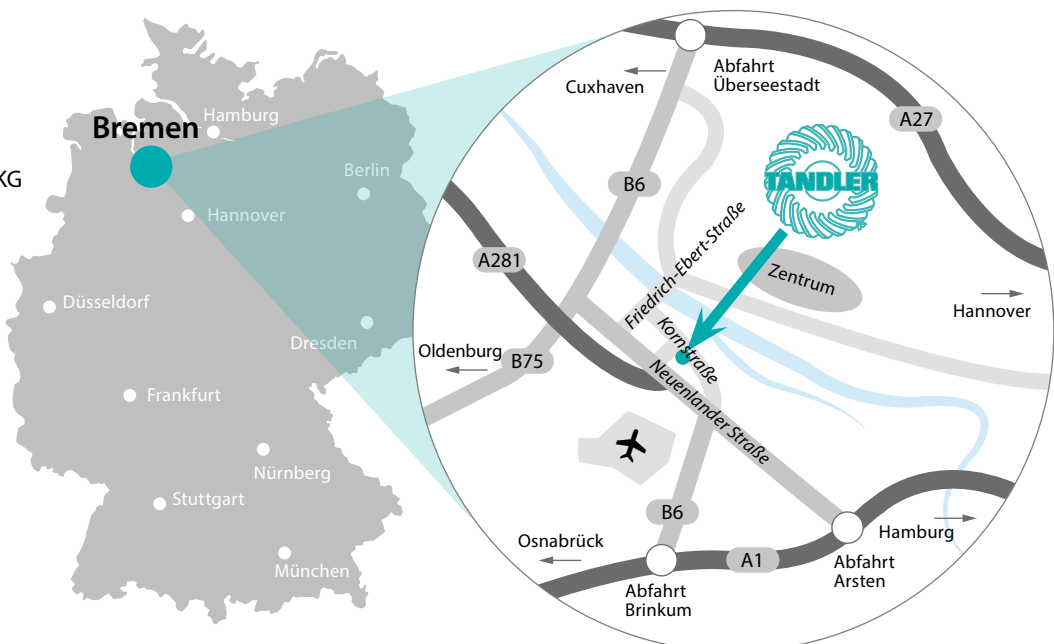 KG
Bremen
Hamburg
Berlin
Hannover
Düsseldorf
Dresden
Frankfurt
Nürnberg
Stuttgart
München
Abfahrt
Überseestadt
Cuxhaven
A27
B6
TANDLER
A281
Friedrich-Ebert-Straße
Zentrum
Hannover
Kornstraße
Oldenburg
B75
Neuenlander Straße
B6
Osnabrück
Hamburg
A1
Abfahrt
Arsten
Abfahrt
Brinkum